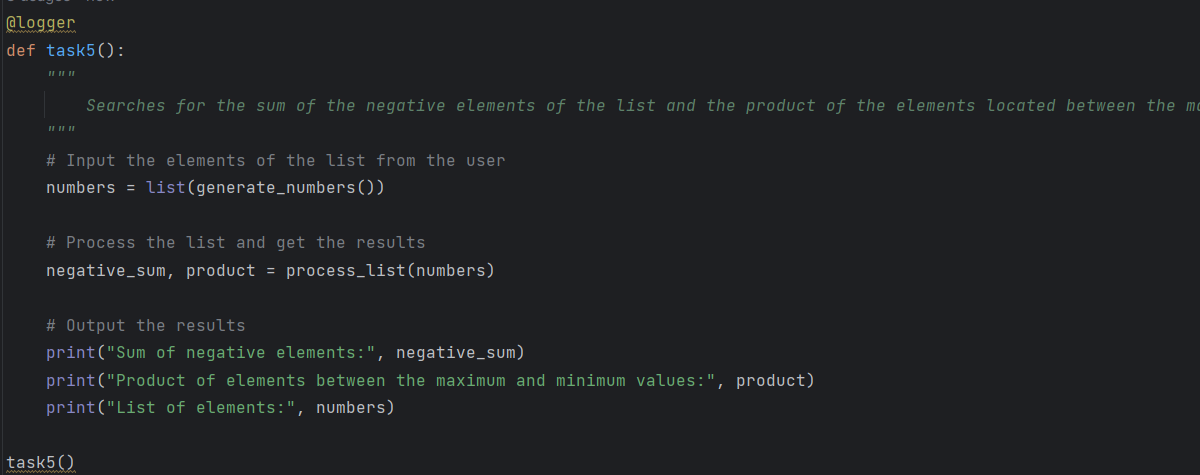 @logger
def task5():
"""
Searches for the sum of the negative elements of the list and the product of the elements located between the
"""
# Input the elements of the list from the user
numbers = list(generate_numbers())
# Process the list and get the results
negative_sum, product = process_list(numbers)
# Output the results
print("Sum of negative elements:", negative_sum)
print("Product of elements between the maximum and minimum values:", product)
print("List of elements:", numbers)
task5()